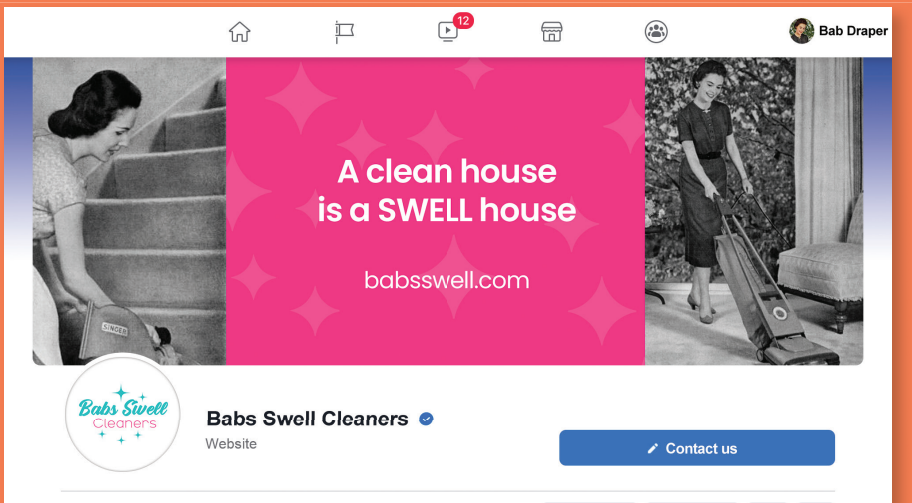 12
Bab Draper
A clean house
is a SWELL house
babsswell.com
SINGER
Babs Swell
Cleaners
Babs Swell Cleaners
Website
Contact us